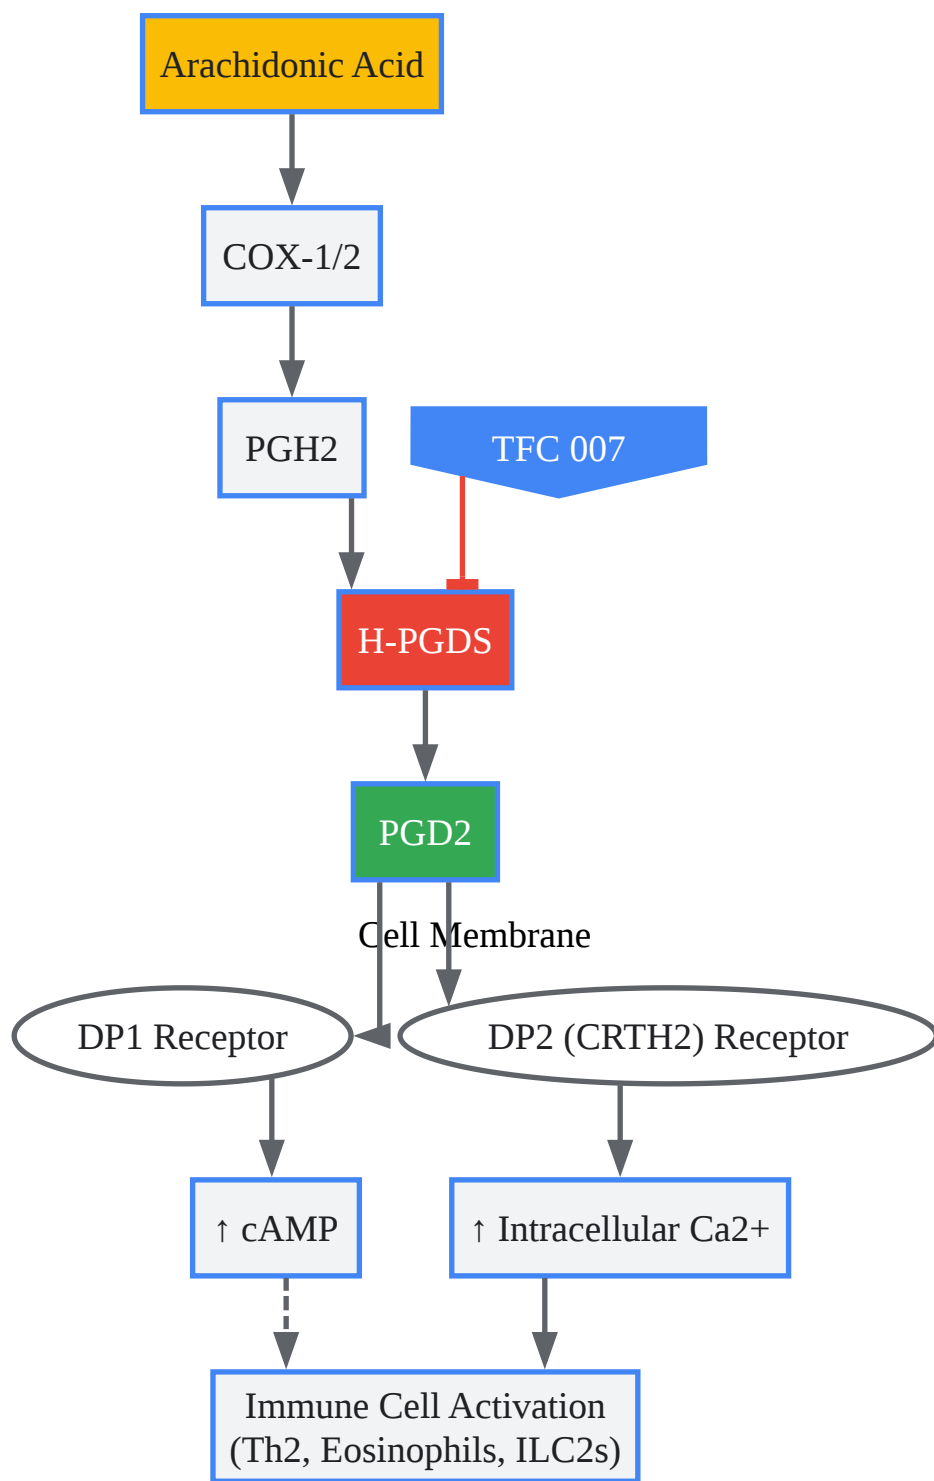 Arachidonic Acid
COX-1/2
PGH2
TFC 007
H-PGDS
PGD2
Cell Membrane
DP1 Receptor
DP2 (CRTH2) Receptor
↑ cAMP
↑ Intracellular Ca2+
Immune Cell Activation
(Th2, Eosinophils, ILC2s)